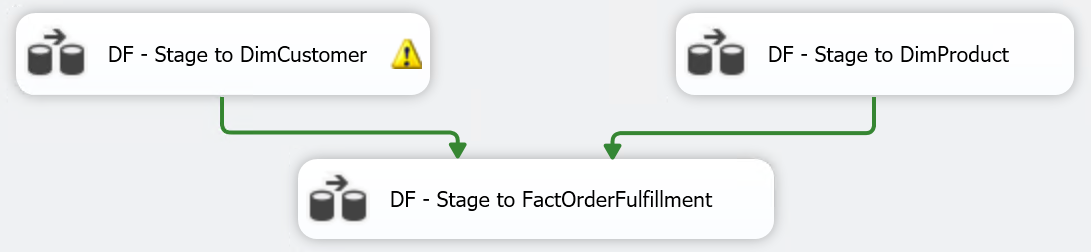 DF - Stage to DimCustomer
DF - Stage to DimProduct
DF - Stage to FactOrderFulfillment